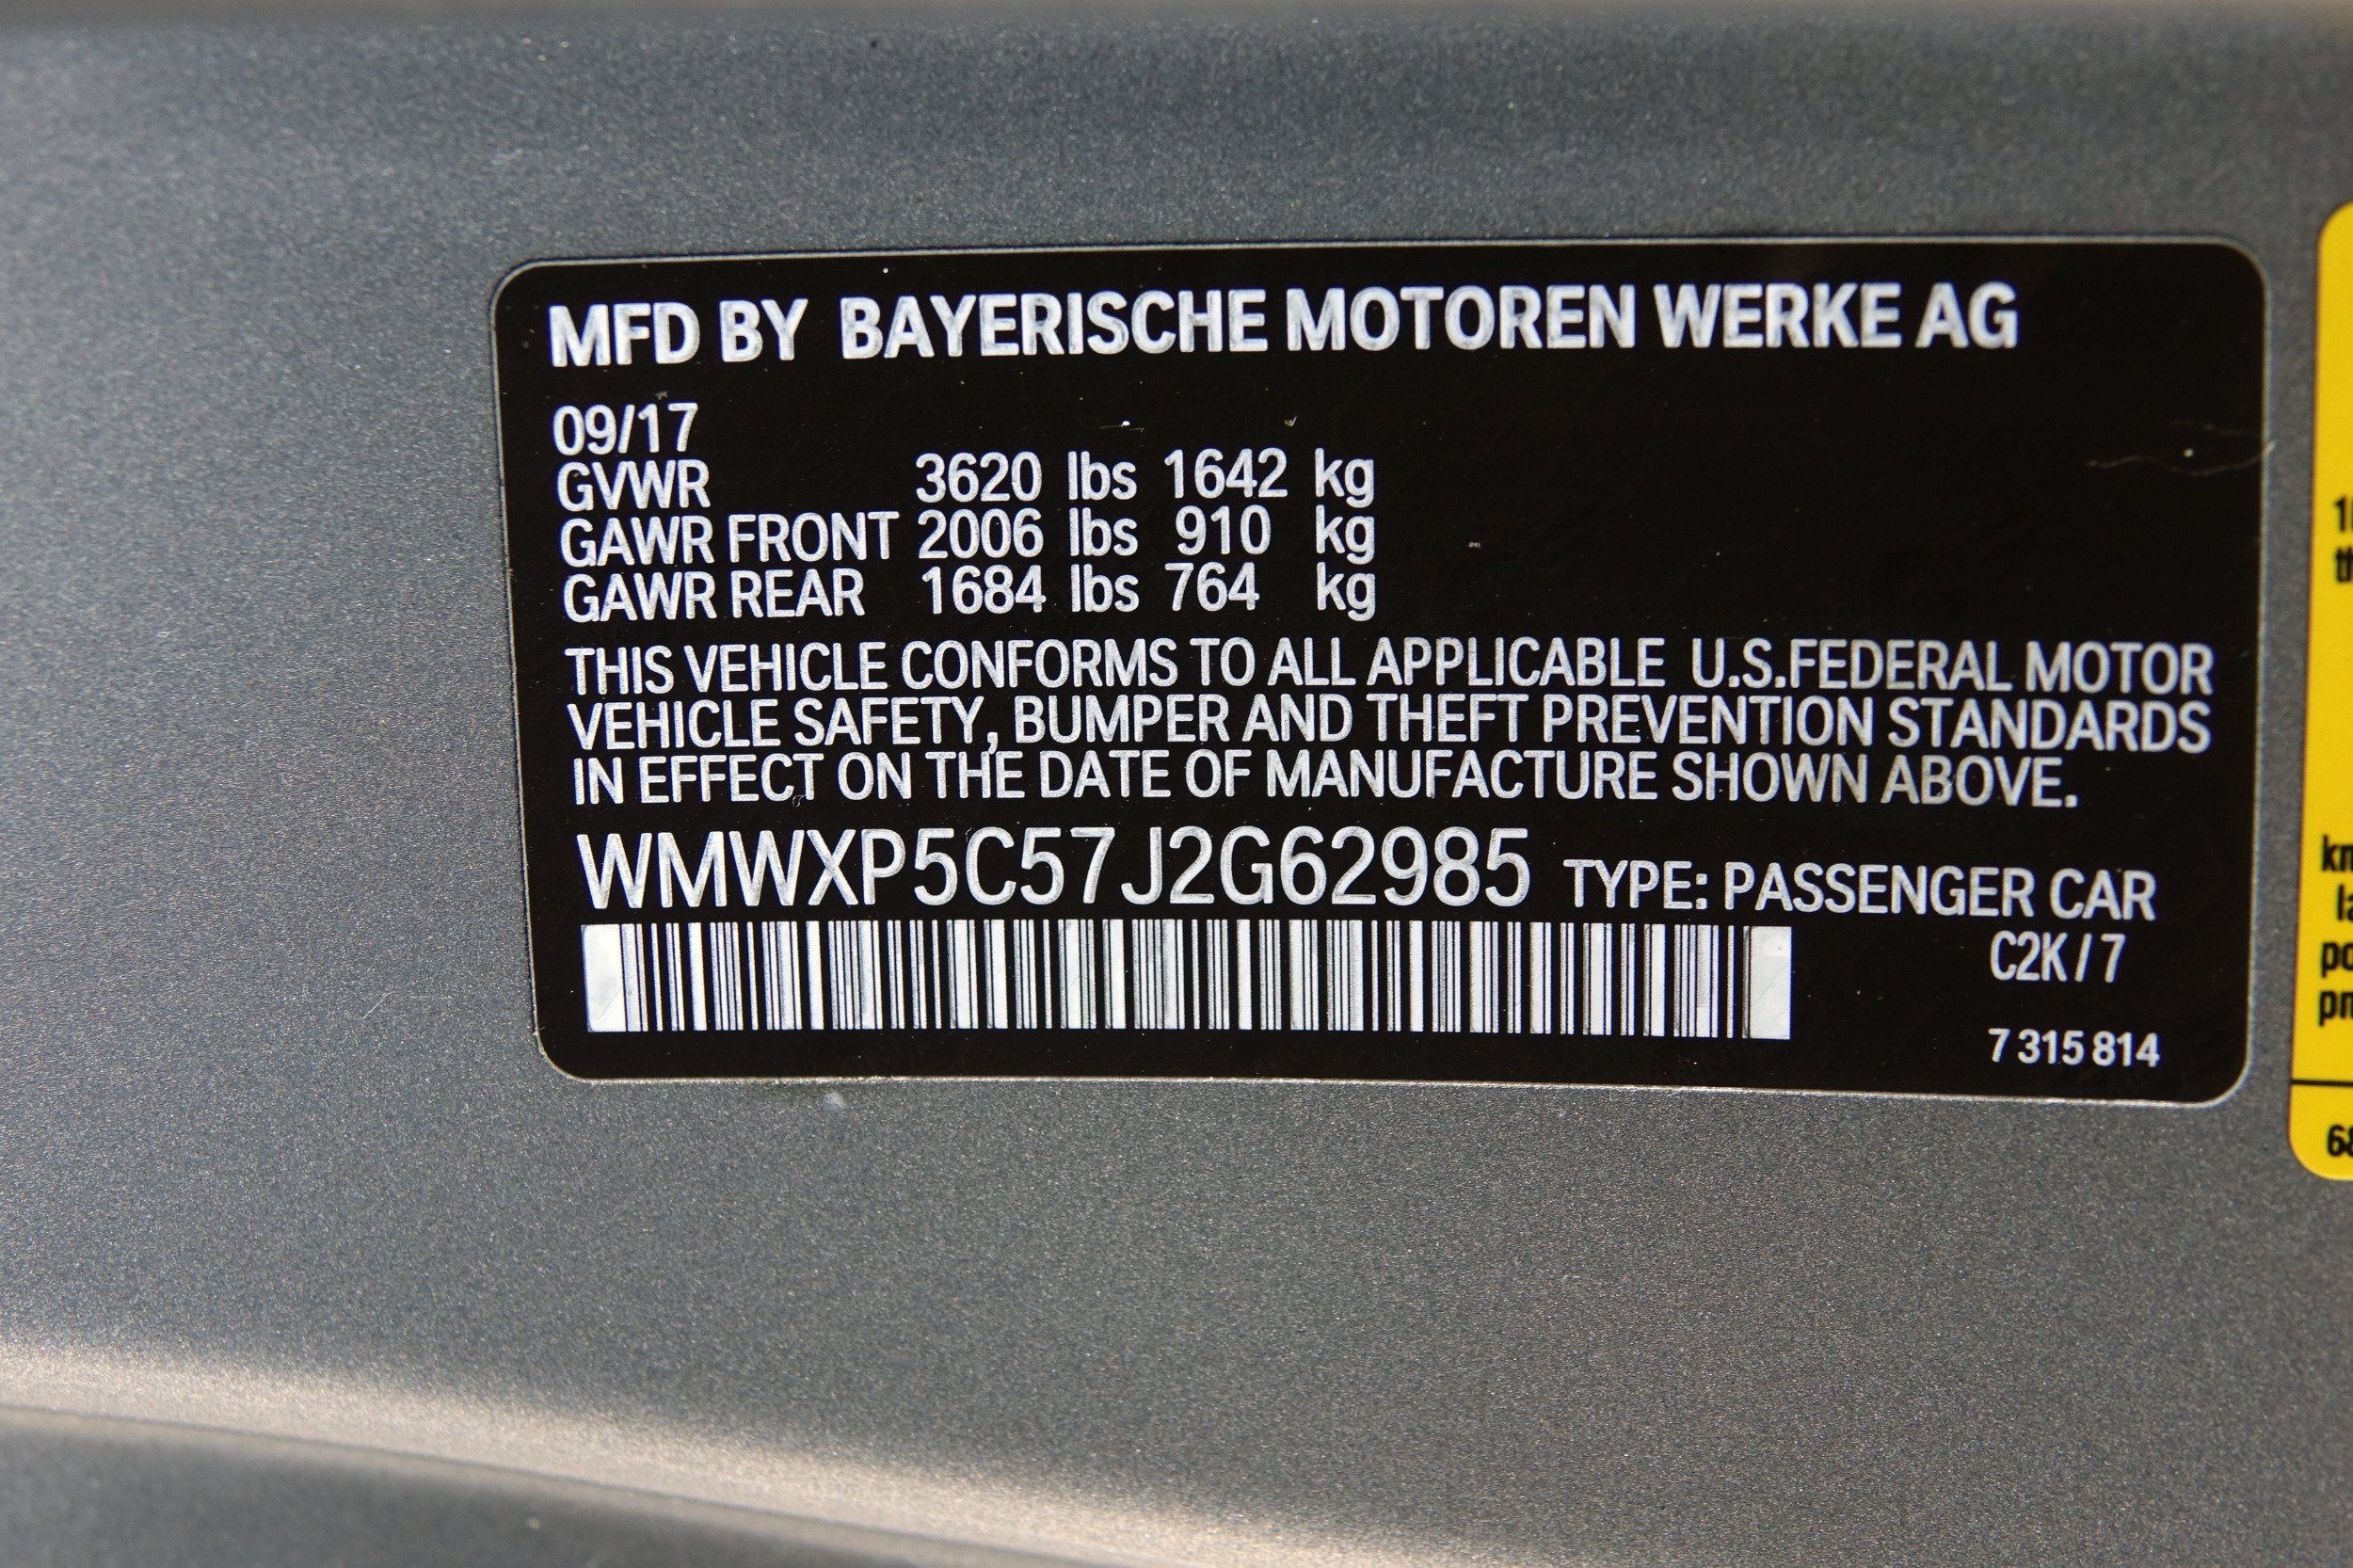 MFD BY BAYERISCHE MOTOREN WERKE AG
09/17
GVWR 3620 lbs 1642 kg
GAWR FRONT 2006 lbs 910 kg
GAWR REAR 1684 lbs 764 kg
THIS VEHICLE CONFORMS TO ALL APPLICABLE U.S.FEDERAL MOTOR
VEHICLE SAFETY, BUMPER AND THEFT PREVENTION STANDARDS
IN EFFECT ON THE DATE OF MANUFACTURE SHOWN ABOVE.
WMWXP5C57J2G62985 TYPE: PASSENGER CAR
C2K/7
7 315 814